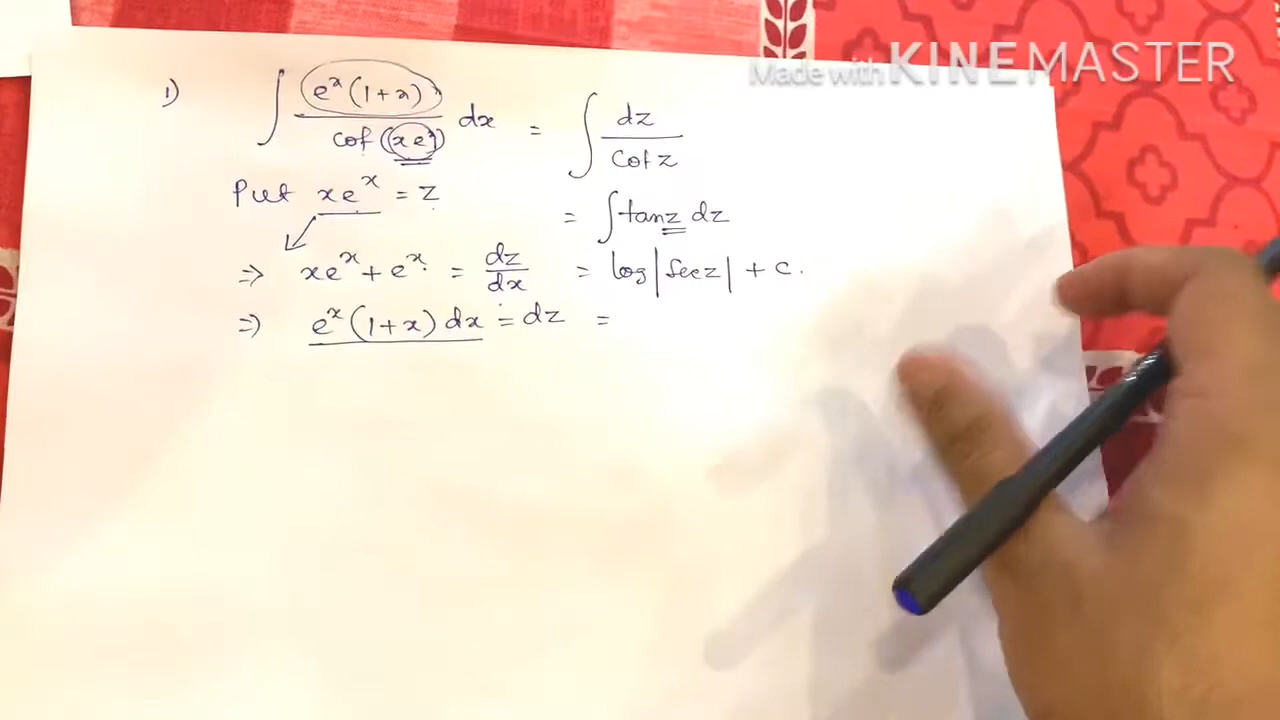 Made with KINEMASTER
1) ∫ e^x(1+x) / cot(xe^x) dx = ∫ dz / cot z
Put xe^x = z
= ∫ tan z dz
⇒ xe^x + e^x = dz/dx
= log|sec z| + c.
⇒ e^x(1+x) dx = dz =